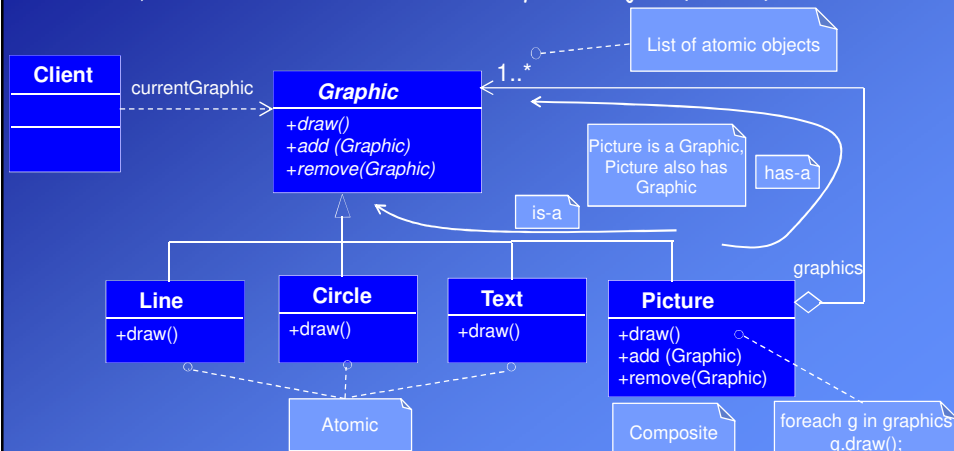 List of atomic objects
Client
currentGraphic
1..*
Graphic
+draw()
+add (Graphic)
+remove(Graphic)
Picture is a Graphic,
Picture also has
Graphic
has-a
is-a
graphics
Line
+draw()
Circle
+draw()
Text
+draw()
Picture
+draw()
+add (Graphic)
+remove(Graphic)
Atomic
Composite
foreach g in graphics
g.draw();